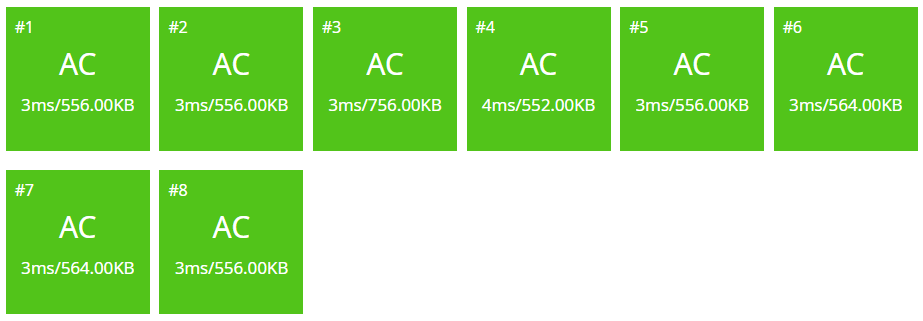 #1
AC
3ms/556.00KB
#2
AC
3ms/556.00KB
#3
AC
3ms/756.00KB
#4
AC
4ms/552.00KB
#5
AC
3ms/556.00KB
#6
AC
3ms/564.00KB
#7
AC
3ms/564.00KB
#8
AC
3ms/556.00KB